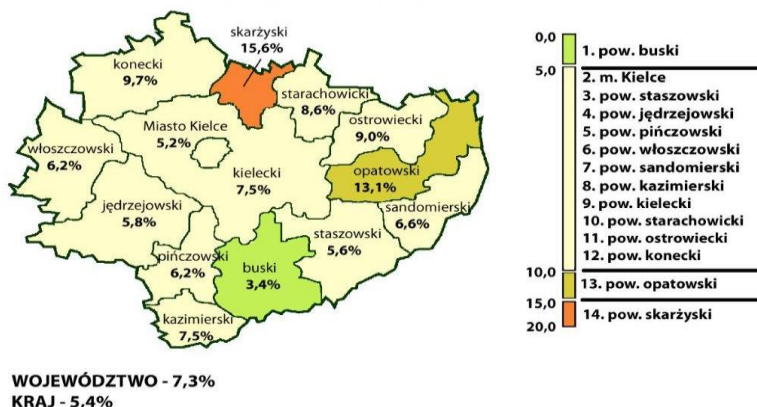 skarżyski
15,6%
konecki
9,7%
starachowicki
8,6%
ostrowiecki
9,0%
Miasto Kielce
5,2%
włoszczowski
6,2%
kielecki
7,5%
opatowski
13,1%
jędrzejowski
5,8%
sandomierski
6,6%
staszowski
5,6%
pińczowski
6,2%
buski
3,4%
kazimierski
7,5%
WOJEWÓDZTWO - 7,3%
KRAJ - 5,4%
0,0
1. pow. buski
5,0
2. m. Kielce
3. pow. staszowski
4. pow. jędrzejowski
5. pow. pińczowski
6. pow. włoszczowski
7. pow. sandomierski
8. pow. kazimierski
9. pow. kielecki
10. pow. starachowicki
11. pow. ostrowiecki
12. pow. konecki
10,0
13. pow. opatowski
15,0
14. pow. skarżyski
20,0